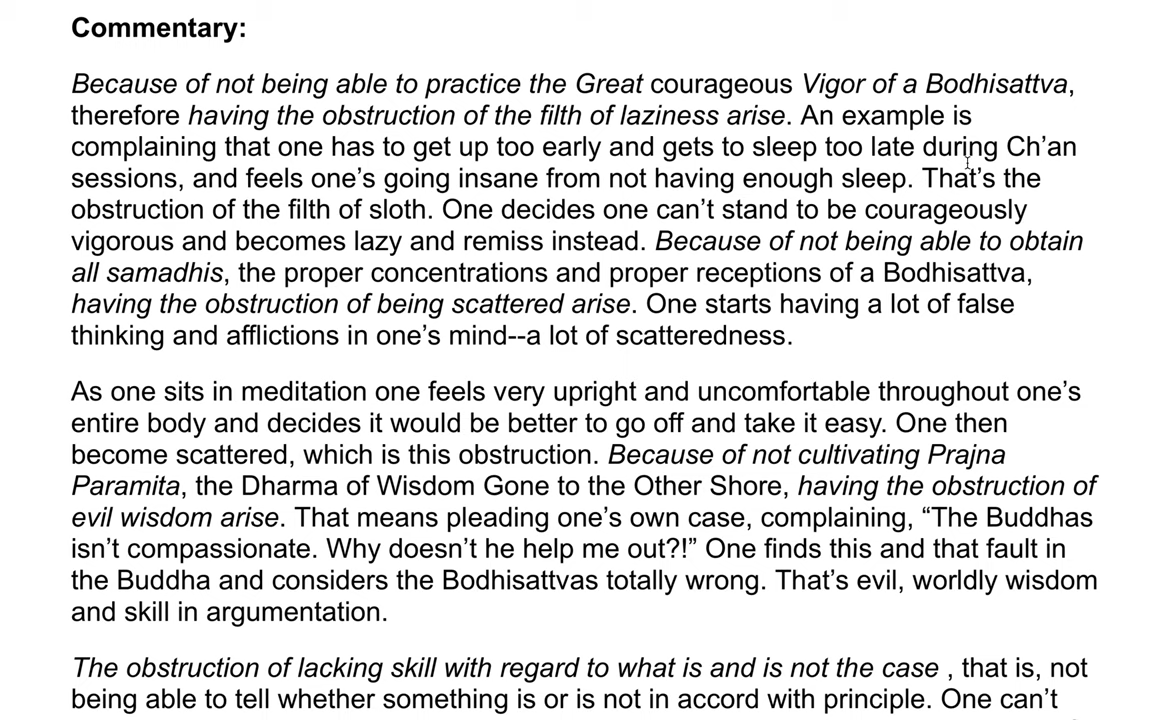 Commentary:
Because of not being able to practice the Great courageous Vigor of a Bodhisattva,
therefore having the obstruction of the filth of laziness arise. An example is
complaining that one has to get up too early and gets to sleep too late during Ch’an
sessions, and feels one’s going insane from not having enough sleep. That’s the
obstruction of the filth of sloth. One decides one can’t stand to be courageously
vigorous and becomes lazy and remiss instead. Because of not being able to obtain
all samadhis, the proper concentrations and proper receptions of a Bodhisattva,
having the obstruction of being scattered arise. One starts having a lot of false
thinking and afflictions in one’s mind--a lot of scatteredness.
As one sits in meditation one feels very upright and uncomfortable throughout one’s
entire body and decides it would be better to go off and take it easy. One then
become scattered, which is this obstruction. Because of not cultivating Prajna
Paramita, the Dharma of Wisdom Gone to the Other Shore, having the obstruction of
evil wisdom arise. That means pleading one’s own case, complaining, “The Buddhas
isn’t compassionate. Why doesn’t he help me out?!” One finds this and that fault in
the Buddha and considers the Bodhisattvas totally wrong. That’s evil, worldly wisdom
and skill in argumentation.
The obstruction of lacking skill with regard to what is and is not the case , that is, not
being able to tell whether something is or is not in accord with principle. One can’t